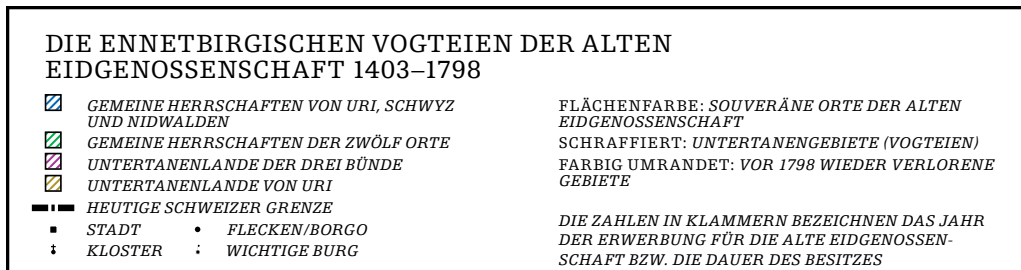 DIE ENNETBIRGISCHEN VOGTEIEN DER ALTEN
EIDGENOSSENSCHAFT 1403–1798
GEMEINE HERRSCHAFTEN VON URI, SCHWYZ
UND NIDWALDEN
GEMEINE HERRSCHAFTEN DER ZWÖLF ORTE
UNTERTANENLANDE DER DREI BÜNDE
UNTERTANENLANDE VON URI
HEUTIGE SCHWEIZER GRENZE
STADT
FLECKEN/BORGO
KLOSTER
WICHTIGE BURG
FLÄCHENFARBE: SOUVERÄNE ORTE DER ALTEN
EIDGENOSSENSCHAFT
SCHRAFFIERT: UNTERTANENGEBIETE (VOGTEIEN)
FARBIG UMRANDET: VOR 1798 WIEDER VERLORENE
GEBIETE
DIE ZAHLEN IN KLAMMERN BEZEICHNEN DAS JAHR
DER ERWERBUNG FÜR DIE ALTE EIDGENOSSEN-
SCHAFT BZW. DIE DAUER DES BESITZES